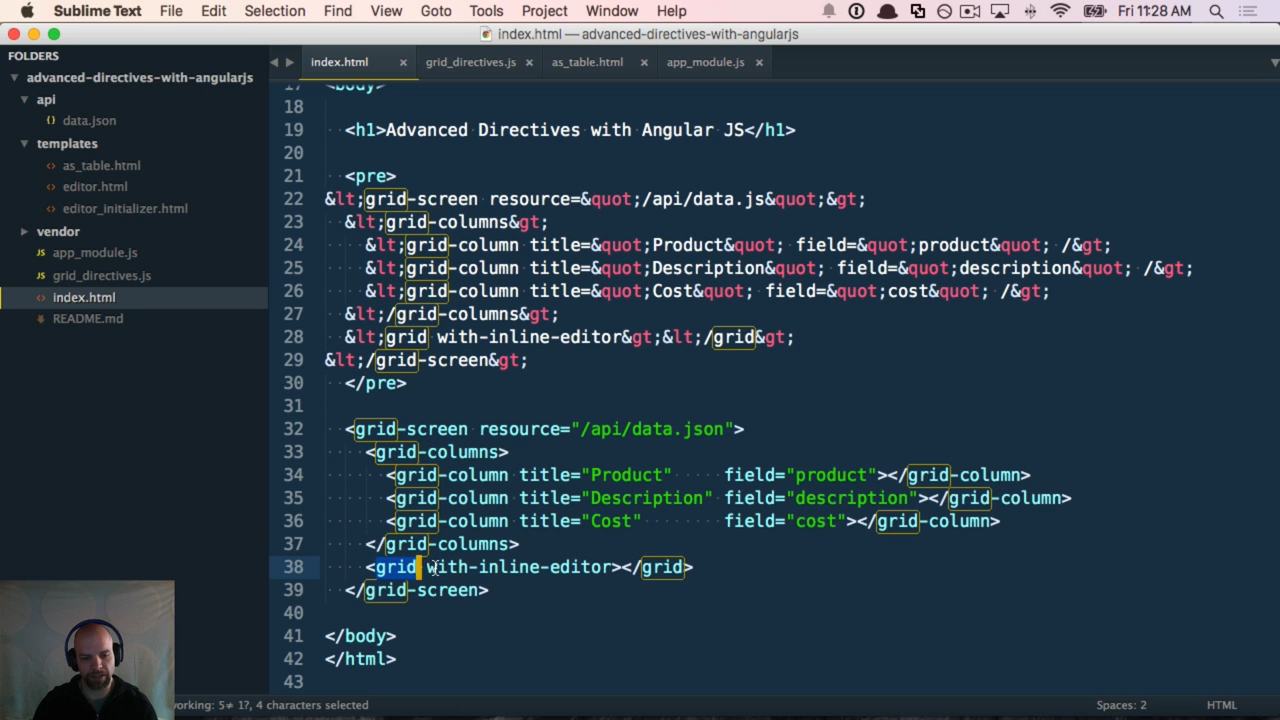 Sublime Text File Edit Selection Find View Goto Tools Project Window Help Fri 11:28 AM
index.html — advanced-directives-with-angularjs
FOLDERS
advanced-directives-with-angularjs
api
data.json
templates
as_table.html
editor.html
editor_initializer.html
vendor
app_module.js
grid_directives.js
index.html
README.md
index.html × grid_directives.js × as_table.html × app_module.js ×
17 <body>
18
19 <h1>Advanced Directives with Angular JS</h1>
20
21 <pre>
22 &lt;grid-screen resource=&quot;/api/data.js&quot;&gt;
23 &lt;grid-columns&gt;
24 &lt;grid-column title=&quot;Product&quot; field=&quot;product&quot; /&gt;
25 &lt;grid-column title=&quot;Description&quot; field=&quot;description&quot; /&gt;
26 &lt;grid-column title=&quot;Cost&quot; field=&quot;cost&quot; /&gt;
27 &lt;/grid-columns&gt;
28 &lt;grid with-inline-editor&gt;&lt;/grid&gt;
29 &lt;/grid-screen&gt;
30 </pre>
31
32 <grid-screen resource="/api/data.json">
33 <grid-columns>
34 <grid-column title="Product" field="product"></grid-column>
35 <grid-column title="Description" field="description"></grid-column>
36 <grid-column title="Cost" field="cost"></grid-column>
37 </grid-columns>
38 <grid with-inline-editor></grid>
39 </grid-screen>
40
41 </body>
42 </html>
43
working: 5≠ 1?, 4 characters selected Spaces: 2 HTML